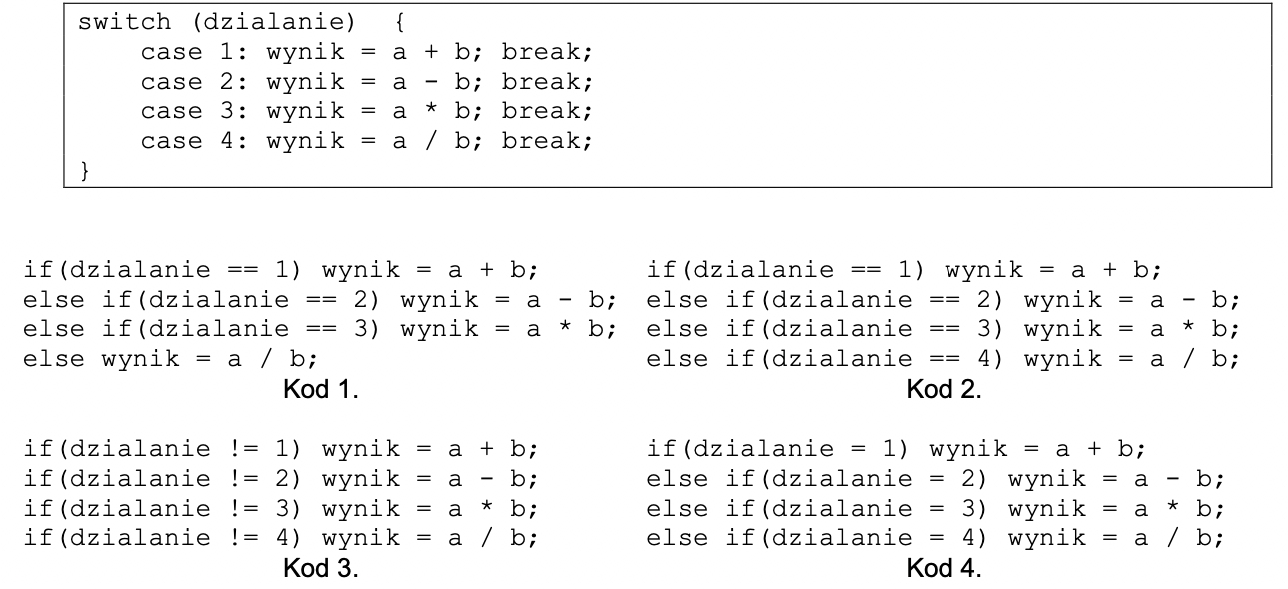 switch (dzialanie)  {
    case 1: wynik = a + b; break;
    case 2: wynik = a - b; break;
    case 3: wynik = a * b; break;
    case 4: wynik = a / b; break;
}
if(dzialanie == 1) wynik = a + b;
else if(dzialanie == 2) wynik = a - b;
else if(dzialanie == 3) wynik = a * b;
else wynik = a / b;
Kod 1.
if(dzialanie == 1) wynik = a + b;
else if(dzialanie == 2) wynik = a - b;
else if(dzialanie == 3) wynik = a * b;
else if(dzialanie == 4) wynik = a / b;
Kod 2.
if(dzialanie != 1) wynik = a + b;
if(dzialanie != 2) wynik = a - b;
if(dzialanie != 3) wynik = a * b;
if(dzialanie != 4) wynik = a / b;
Kod 3.
if(dzialanie = 1) wynik = a + b;
else if(dzialanie = 2) wynik = a - b;
else if(dzialanie = 3) wynik = a * b;
else if(dzialanie = 4) wynik = a / b;
Kod 4.